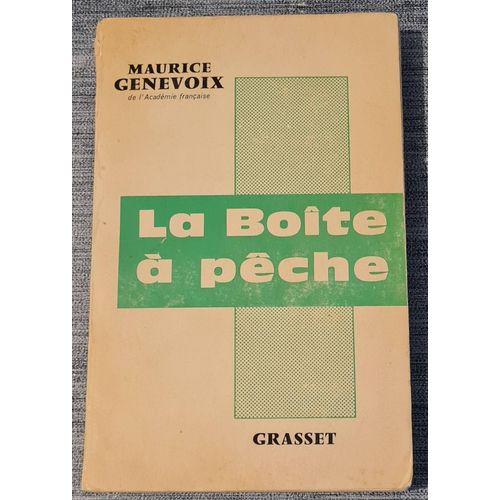 MAURICE
GENEVOIX
de l'Académie française
La Boîte
à pêche
GRASSET